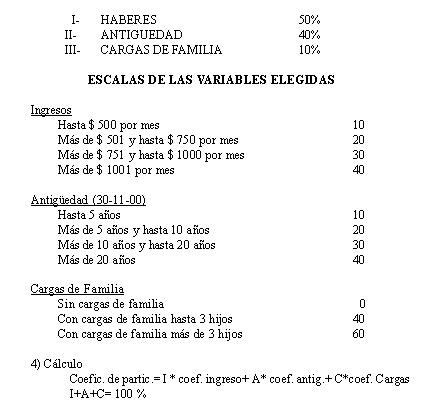 I- HABERES 50%
II- ANTIGUEDAD 40%
III- CARGAS DE FAMILIA 10%
ESCALAS DE LAS VARIABLES ELEGIDAS
Ingresos
Hasta $ 500 por mes 10
Más de $ 501 y hasta $ 750 por mes 20
Más de $ 751 y hasta $ 1000 por mes 30
Más de $ 1001 por mes 40
Antigüedad (30-11-00)
Hasta 5 años 10
Más de 5 años y hasta 10 años 20
Más de 10 años y hasta 20 años 30
Más de 20 años 40
Cargas de Familia
Sin cargas de familia 0
Con cargas de familia hasta 3 hijos 40
Con cargas de familia más de 3 hijos 60
4) Cálculo
Coefic. de partic.= I * coef. ingreso+ A* coef. antig.+ C*coef. Cargas
I+A+C= 100 %